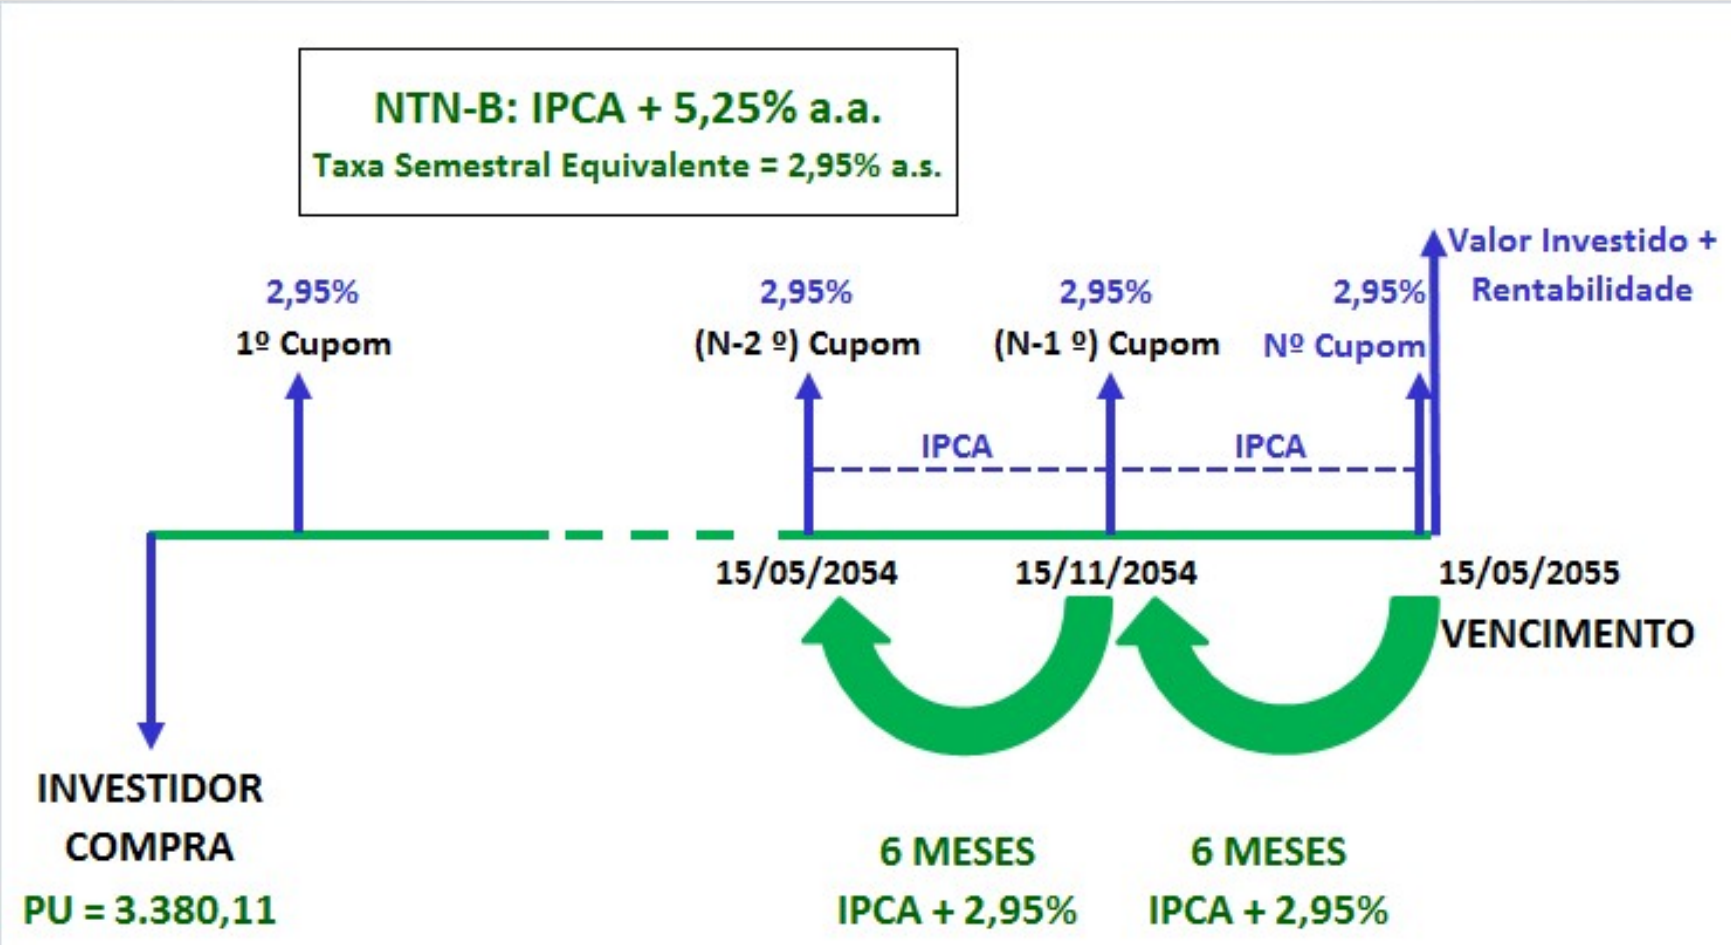 NTN-B: IPCA + 5,25% a.a.
Taxa Semestral Equivalente = 2,95% a.s.
Valor Investido +
Rentabilidade
2,95%
1º Cupom
2,95%
(N-2 º) Cupom
2,95%
(N-1 º) Cupom
2,95%
Nº Cupom
IPCA
IPCA
15/05/2054
15/11/2054
15/05/2055
VENCIMENTO
INVESTIDOR
COMPRA
PU = 3.380,11
6 MESES
IPCA + 2,95%
6 MESES
IPCA + 2,95%